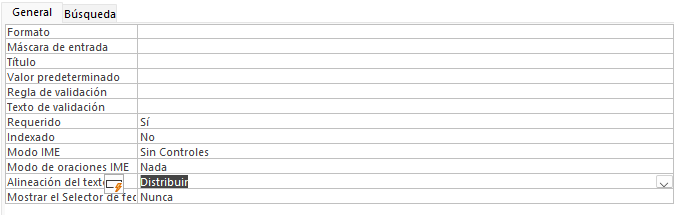 General Búsqueda
Formato
Máscara de entrada
Título
Valor predeterminado
Regla de validación
Texto de validación
Requerido Sí
Indexado No
Modo IME Sin Controles
Modo de oraciones IME Nada
Alineación del text Distribuir
Mostrar el Selector de fec Nunca